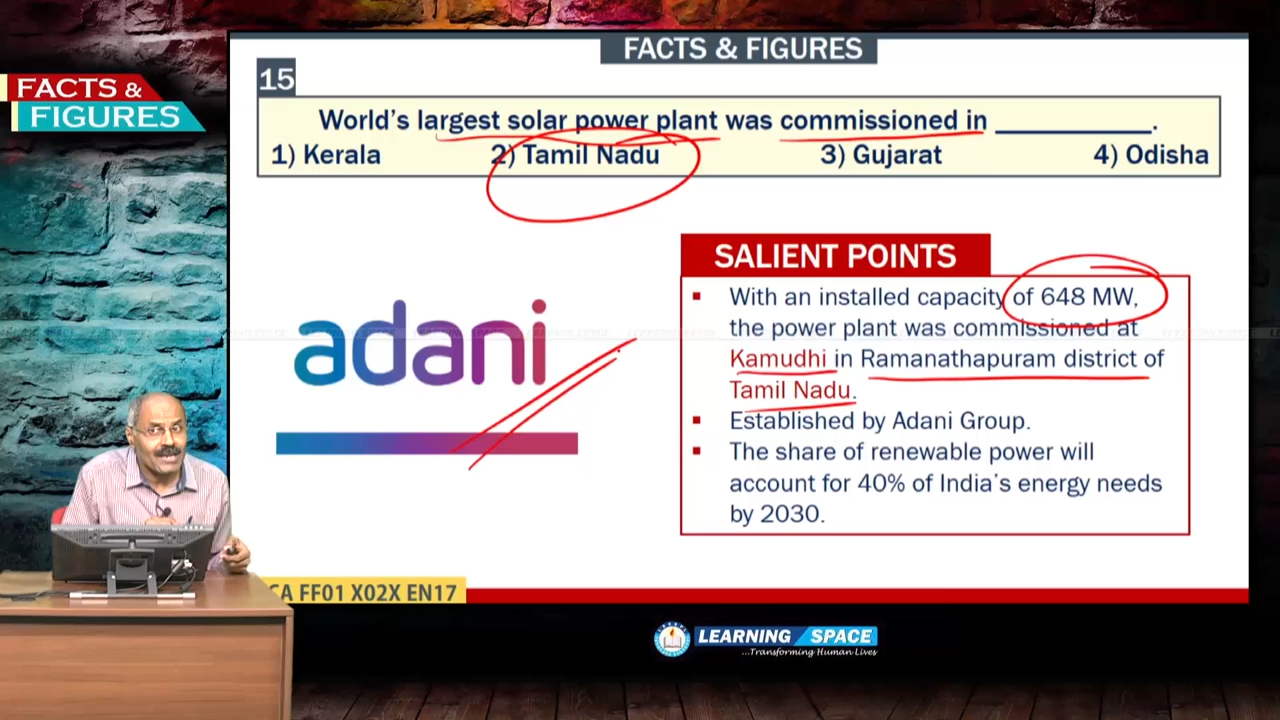 FACTS & FIGURES
FACTS &
FIGURES
15
World's largest solar power plant was commissioned in __________.
1) Kerala 2) Tamil Nadu 3) Gujarat 4) Odisha
SALIENT POINTS
▪ With an installed capacity of 648 MW,
the power plant was commissioned at
Kamudhi in Ramanathapuram district of
Tamil Nadu.
▪ Established by Adani Group.
▪ The share of renewable power will
account for 40% of India's energy needs
by 2030.
adani
CA FF01 X02X EN17
LEARNING SPACE
...Transforming Human Lives